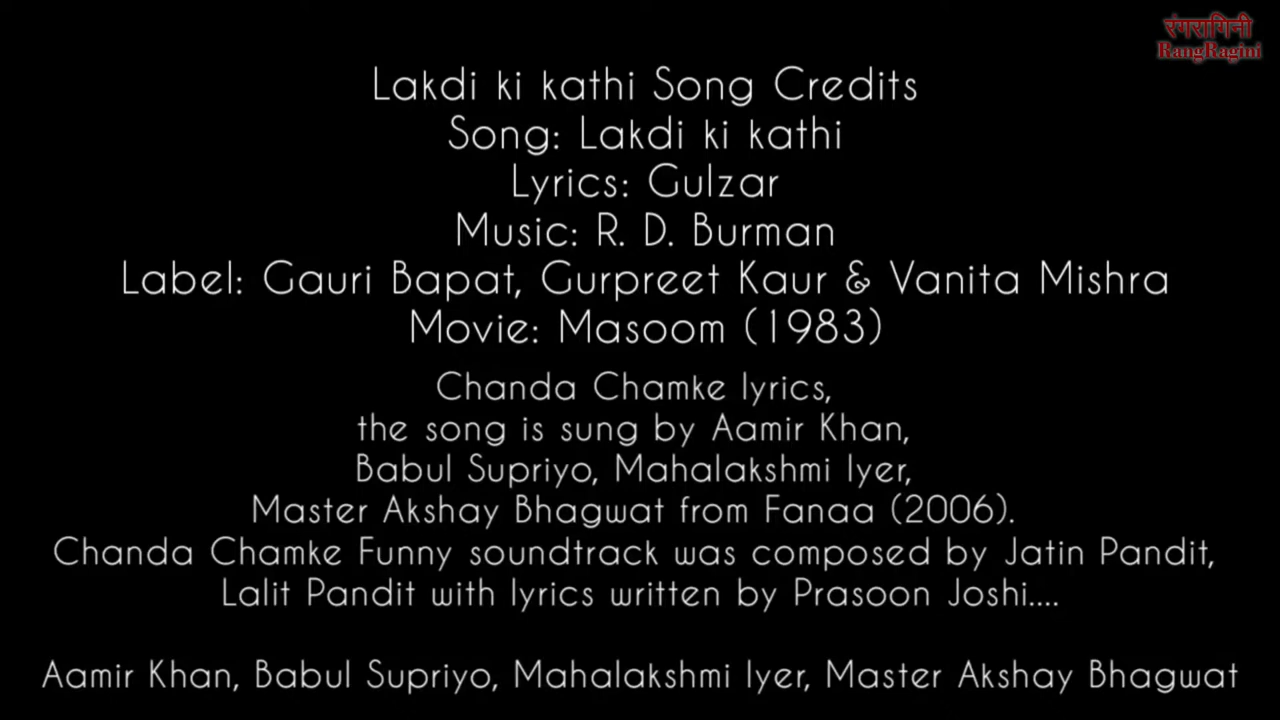 रंगरागिनी
RangRagini
Lakdi ki kathi Song Credits
Song: Lakdi ki kathi
Lyrics: Gulzar
Music: R. D. Burman
Label: Gauri Bapat, Gurpreet Kaur & Vanita Mishra
Movie: Masoom (1983)
Chanda Chamke lyrics,
the song is sung by Aamir Khan,
Babul Supriyo, Mahalakshmi Iyer,
Master Akshay Bhagwat from Fanaa (2006).
Chanda Chamke Funny soundtrack was composed by Jatin Pandit,
Lalit Pandit with lyrics written by Prasoon Joshi....
Aamir Khan, Babul Supriyo, Mahalakshmi Iyer, Master Akshay Bhagwat